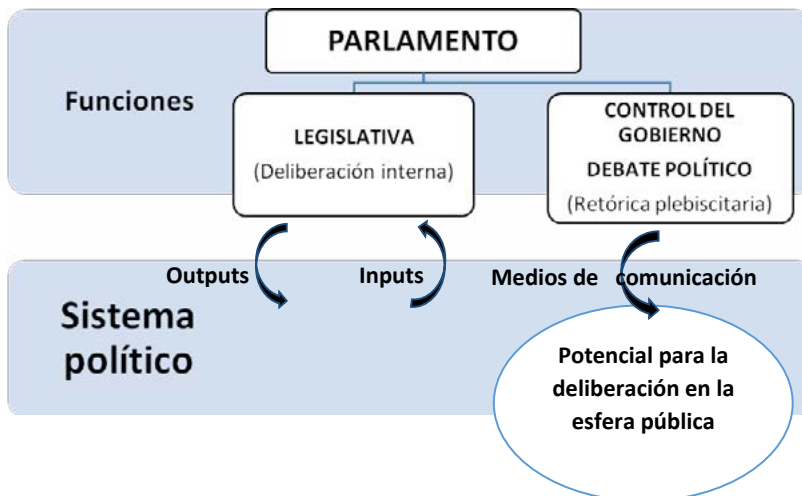 PARLAMENTO
Funciones
LEGISLATIVA
(Deliberación interna)
CONTROL DEL
GOBIERNO
DEBATE POLÍTICO
(Retórica plebiscitaria)
Outputs
Inputs
Medios de comunicación
Sistema
político
Potencial para la
deliberación en la
esfera pública